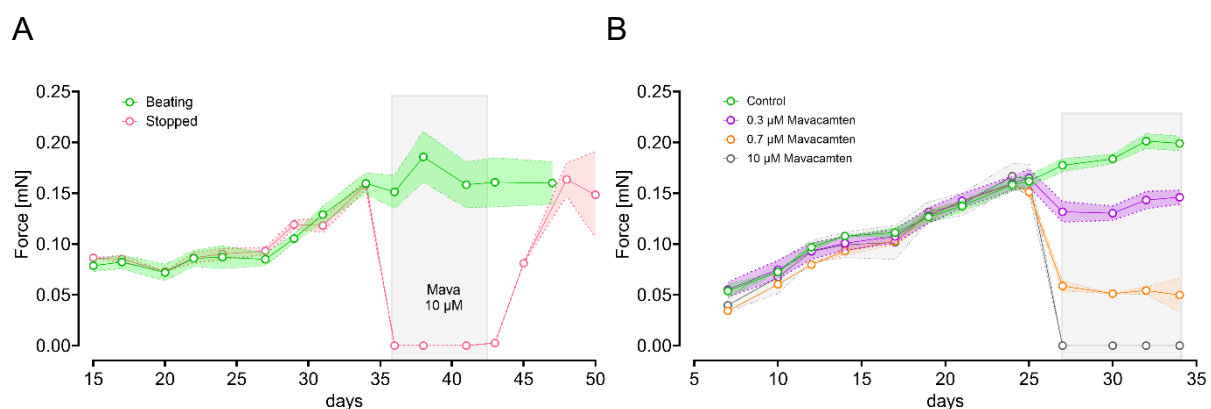 A
Force [mN]
0.25
0.20
0.15
0.10
0.05
0.00
Beating
Stopped
Mava
10 µM
15 20 25 30 35 40 45 50
days
B
Force [mN]
0.25
0.20
0.15
0.10
0.05
0.00
Control
0.3 µM Mavacamten
0.7 µM Mavacamten
10 µM Mavacamten
5 10 15 20 25 30 35
days